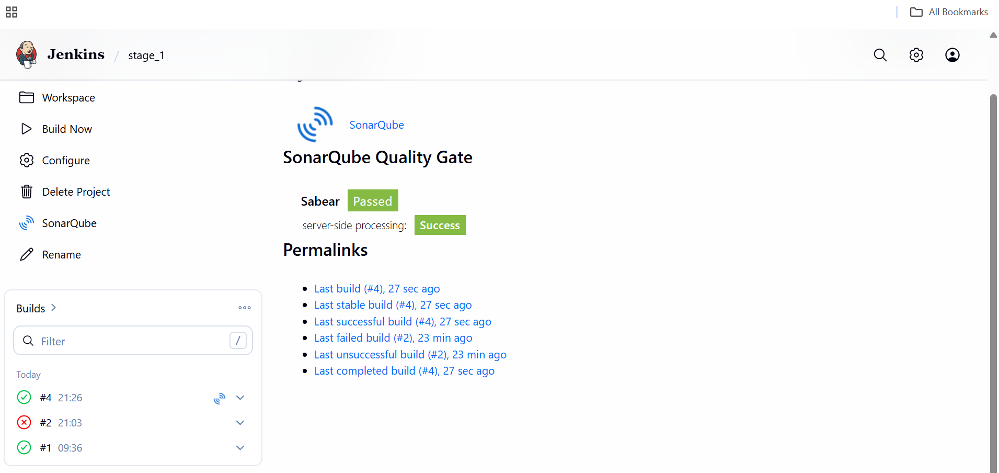 All Bookmarks
Jenkins / stage_1
Workspace
Build Now
Configure
Delete Project
SonarQube
Rename
Builds
Filter /
Today
#4 21:26
#2 21:03
#1 09:36
SonarQube
SonarQube Quality Gate
Sabear Passed
server-side processing: Success
Permalinks
Last build (#4), 27 sec ago
Last stable build (#4), 27 sec ago
Last successful build (#4), 27 sec ago
Last failed build (#2), 23 min ago
Last unsuccessful build (#2), 23 min ago
Last completed build (#4), 27 sec ago